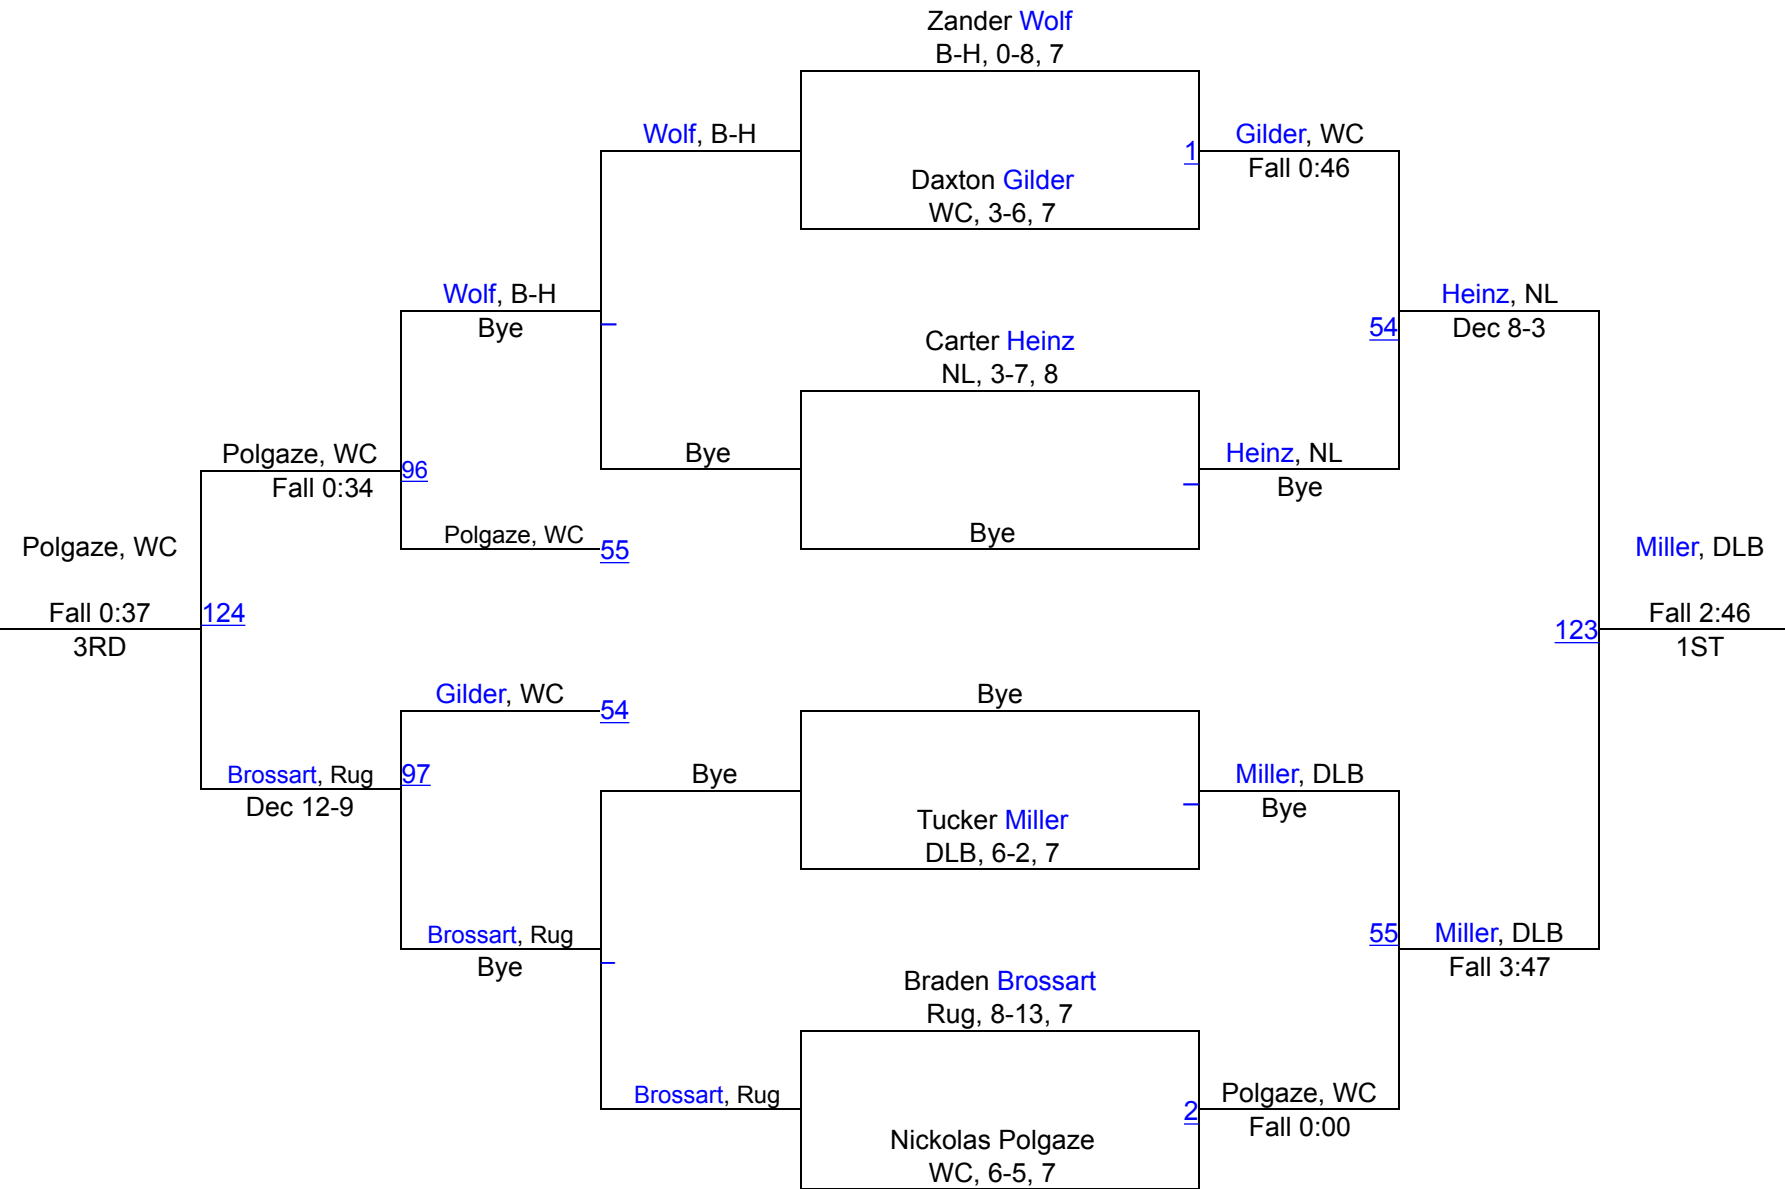 Zander Wolf
B-H, 0-8, 7
Wolf, B-H
1
Gilder, WC
Fall 0:46
Daxton Gilder
WC, 3-6, 7
Wolf, B-H
Bye
Heinz, NL
Dec 8-3
54
Carter Heinz
NL, 3-7, 8
Polgaze, WC
Fall 0:34
96
Bye
Heinz, NL
Bye
Polgaze, WC
55
Bye
Polgaze, WC
Fall 0:37
3RD
124
Miller, DLB
Fall 2:46
1ST
123
Gilder, WC
54
Bye
Brossart, Rug
Dec 12-9
97
Bye
Miller, DLB
Bye
Tucker Miller
DLB, 6-2, 7
Brossart, Rug
Bye
55
Miller, DLB
Fall 3:47
Braden Brossart
Rug, 8-13, 7
Brossart, Rug
2
Polgaze, WC
Fall 0:00
Nickolas Polgaze
WC, 6-5, 7